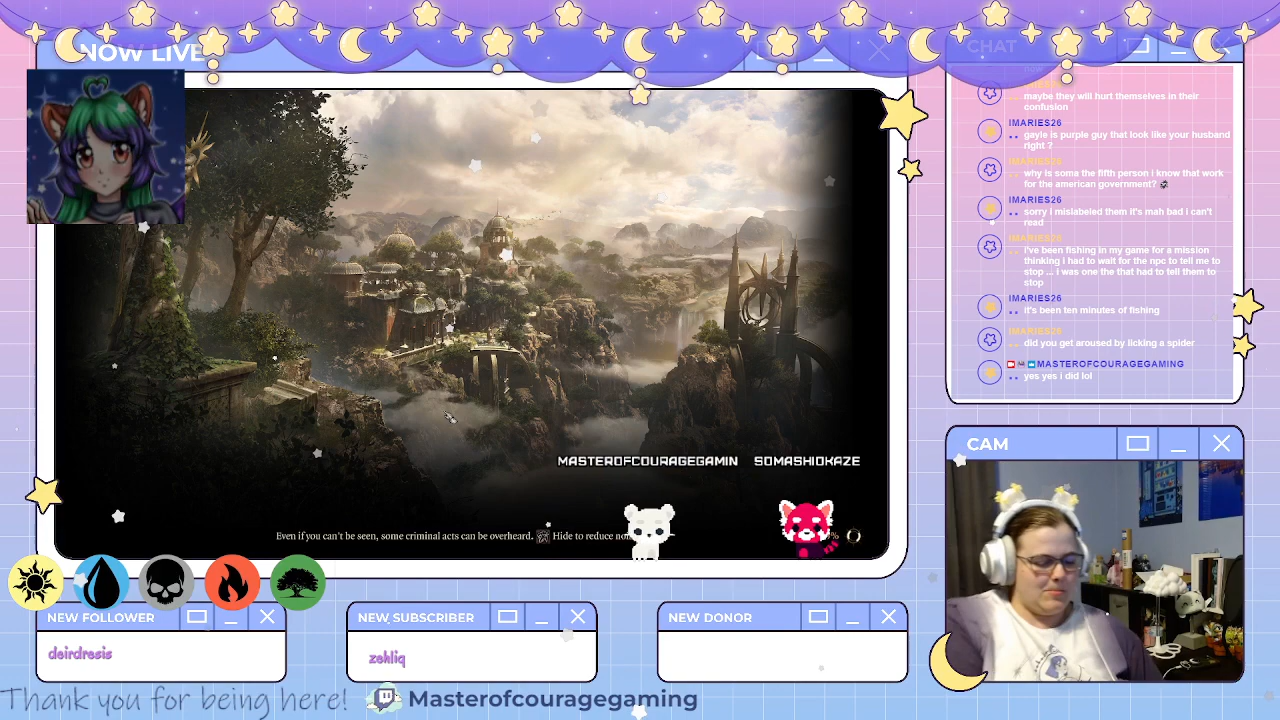 NOW LIVE
CHAT
maybe they will hurt themselves in their
confusion
IMARIES26
gayle is purple guy that look like your husband
right ?
IMARIES26
why is soma the fifth person i know that work
for the american government?
IMARIES26
sorry i mislabeled them it's mah bad i can't
read
IMARIES26
i've been fishing in my game for a mission
thinking i had to wait for the npc to tell me to
stop ... i was one the that had to tell them to
stop
IMARIES26
it's been ten minutes of fishing
IMARIES26
did you get aroused by licking a spider
MASTEROFCOURAGEGAMING
yes yes i did lol
CAM
MASTEROFCOURAGEGAMIN SOMASHIOKAZE
Even if you can't be seen, some criminal acts can be overheard. Hide to reduce
NEW FOLLOWER
deirdresis
NEW SUBSCRIBER
zehliq
NEW DONOR
Thank you for being here! Masterofcouragegaming